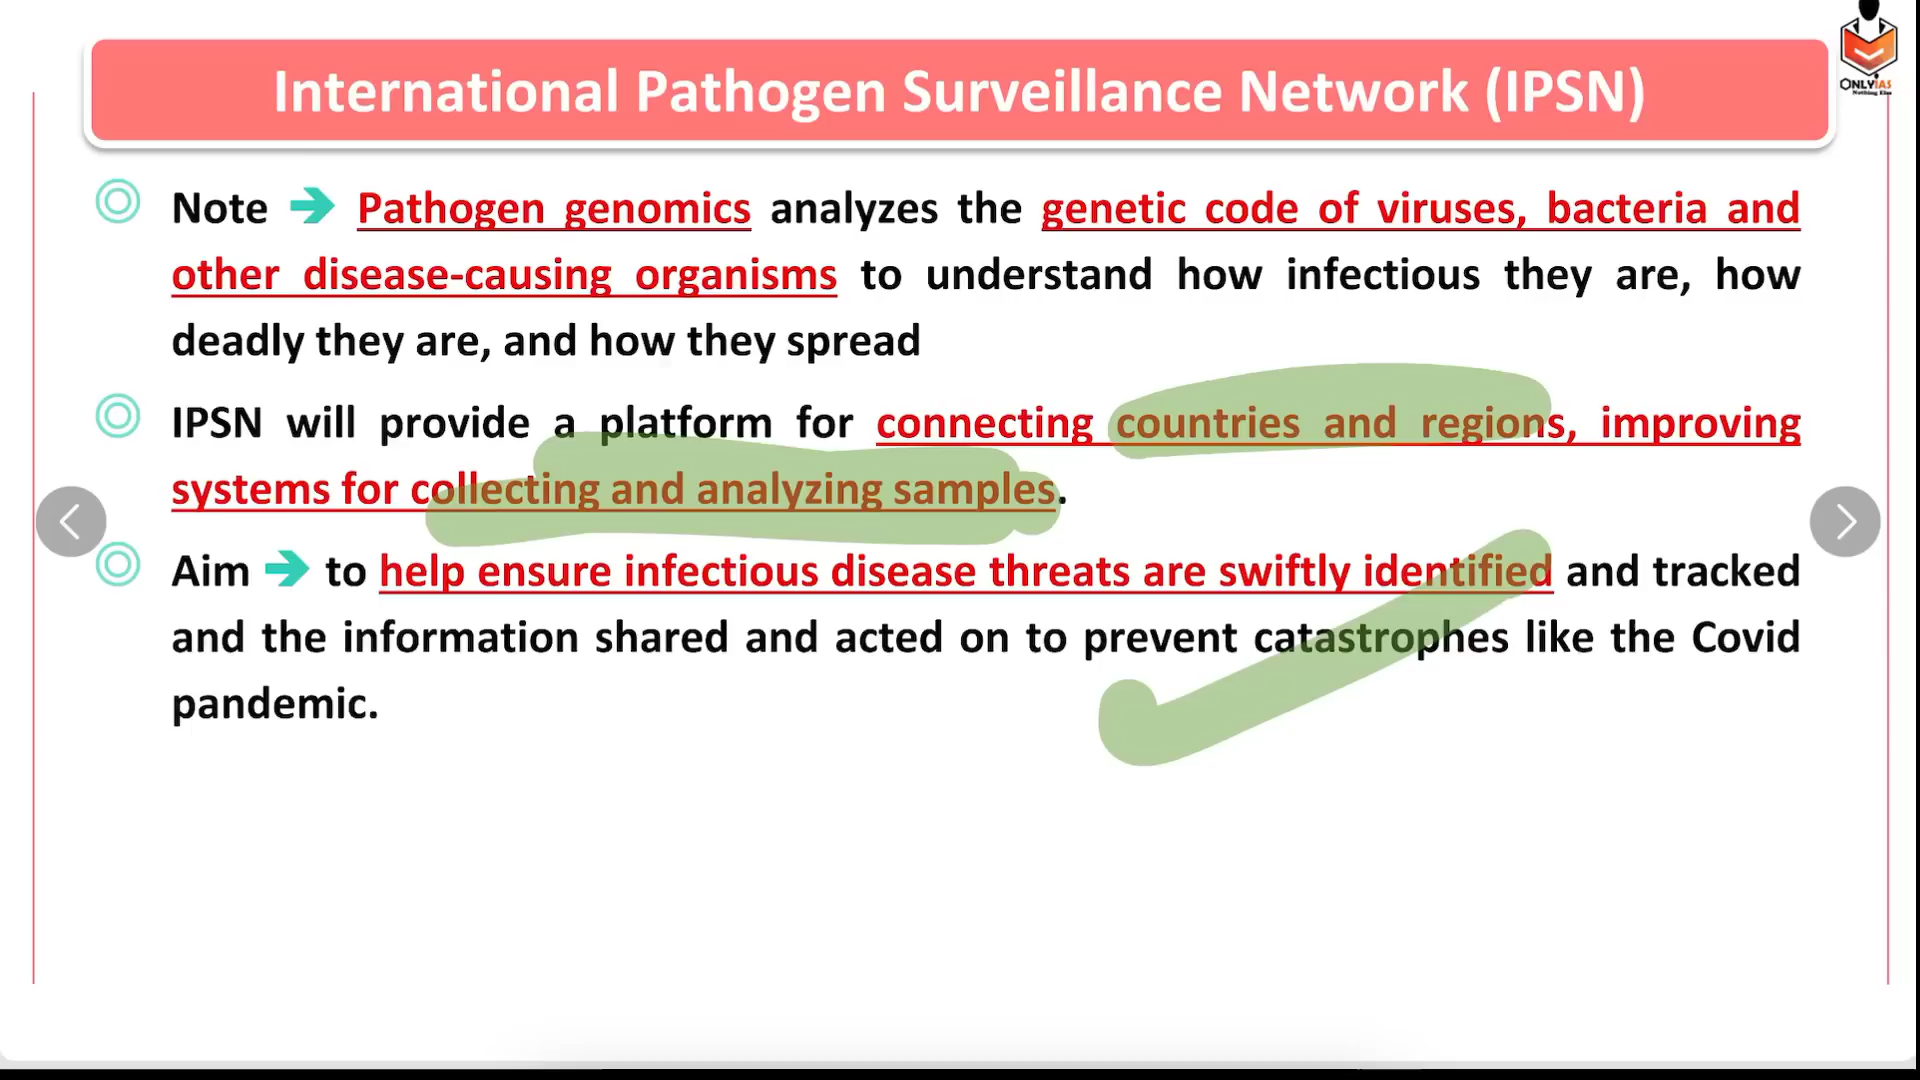 International Pathogen Surveillance Network (IPSN)
ONLYIAS
Nothing Else
Note → Pathogen genomics analyzes the genetic code of viruses, bacteria and
other disease-causing organisms to understand how infectious they are, how
deadly they are, and how they spread
IPSN will provide a platform for connecting countries and regions, improving
systems for collecting and analyzing samples.
Aim → to help ensure infectious disease threats are swiftly identified and tracked
and the information shared and acted on to prevent catastrophes like the Covid
pandemic.